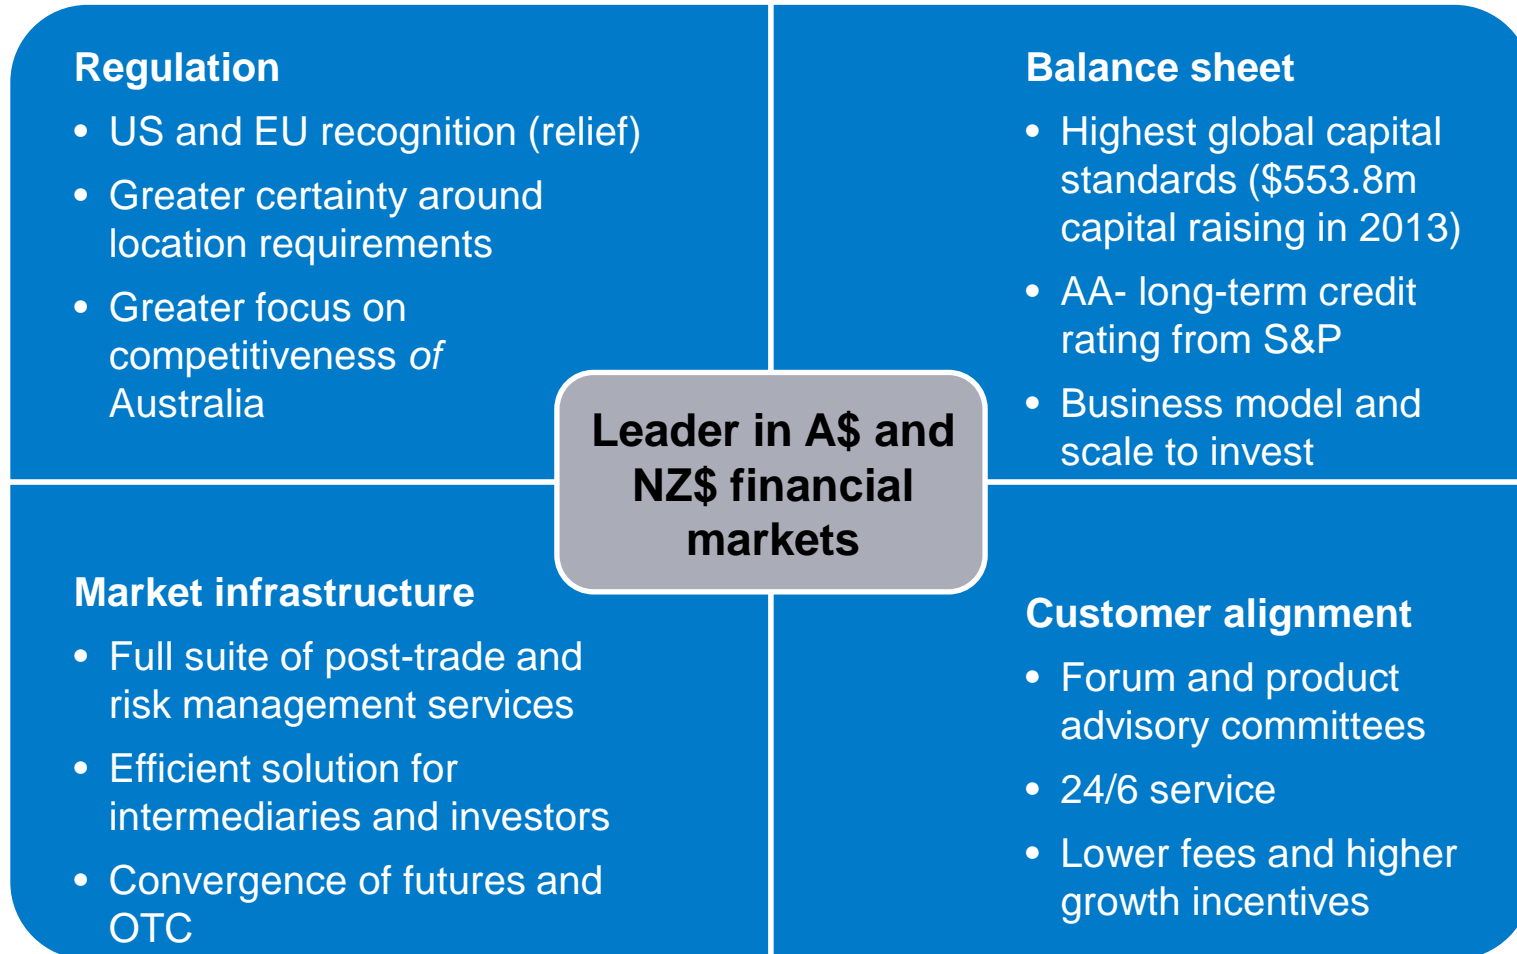 Regulation
• US and EU recognition (relief)
• Greater certainty around
location requirements
• Greater focus on
competitiveness of
Australia
Balance sheet
• Highest global capital
standards ($553.8m
capital raising in 2013)
• AA- long-term credit
rating from S&P
• Business model and
scale to invest
Leader in A$ and
NZ$ financial
markets
Market infrastructure
• Full suite of post-trade and
risk management services
• Efficient solution for
intermediaries and investors
• Convergence of futures and
OTC
Customer alignment
• Forum and product
advisory committees
• 24/6 service
• Lower fees and higher
growth incentives